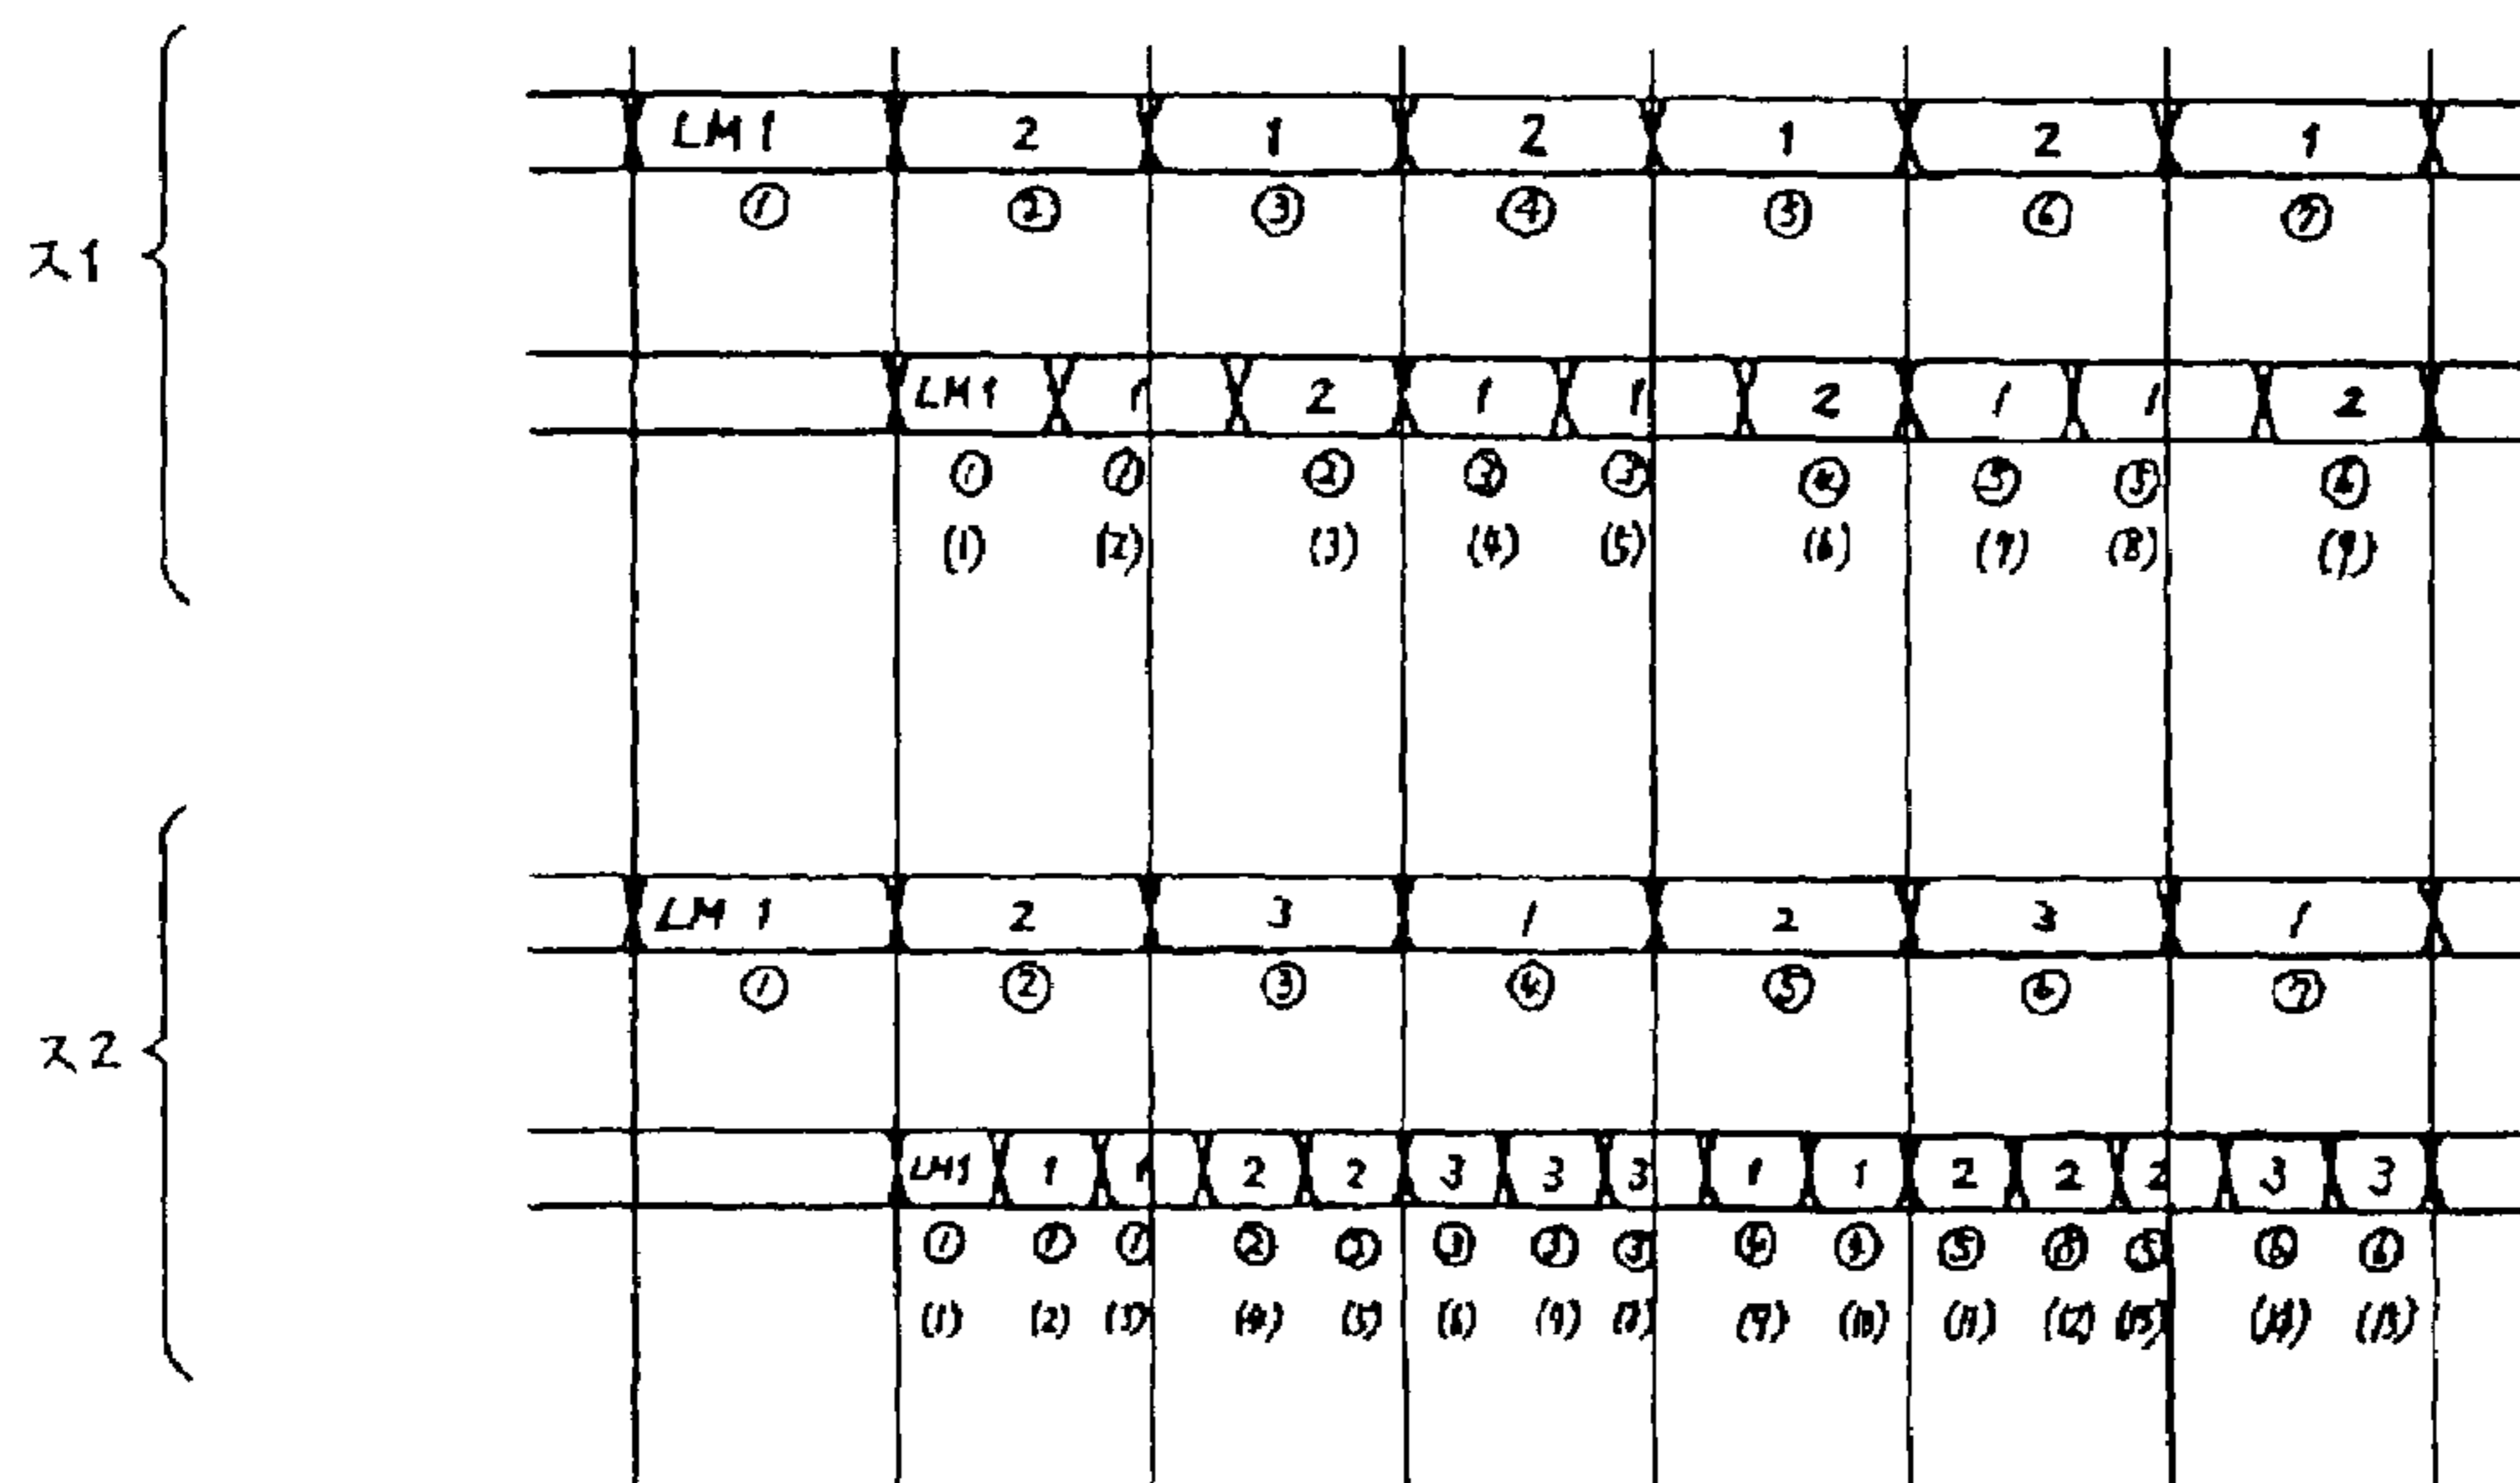 LM1 2 1 2 1 2 1
① ② ③ ④ ⑤ ⑥ ⑦
ス1
LM1 1 2 1 1 2 1 1 2
① ① ② ③ ③ ④ ⑤ ⑤ ⑥
(1) (2) (3) (4) (5) (6) (7) (8) (9)
LM 1 2 3 1 2 3 1
① ② ③ ④ ⑤ ⑥ ⑦
ス2
LM1 1 1 2 2 3 3 3 1 1 2 2 2 3 3
① ① ① ② ② ③ ③ ③ ④ ④ ⑤ ⑤ ⑤ ⑥ ⑥
(1) (2) (3) (4) (5) (6) (9) (10) (11) (12) (13) (14)